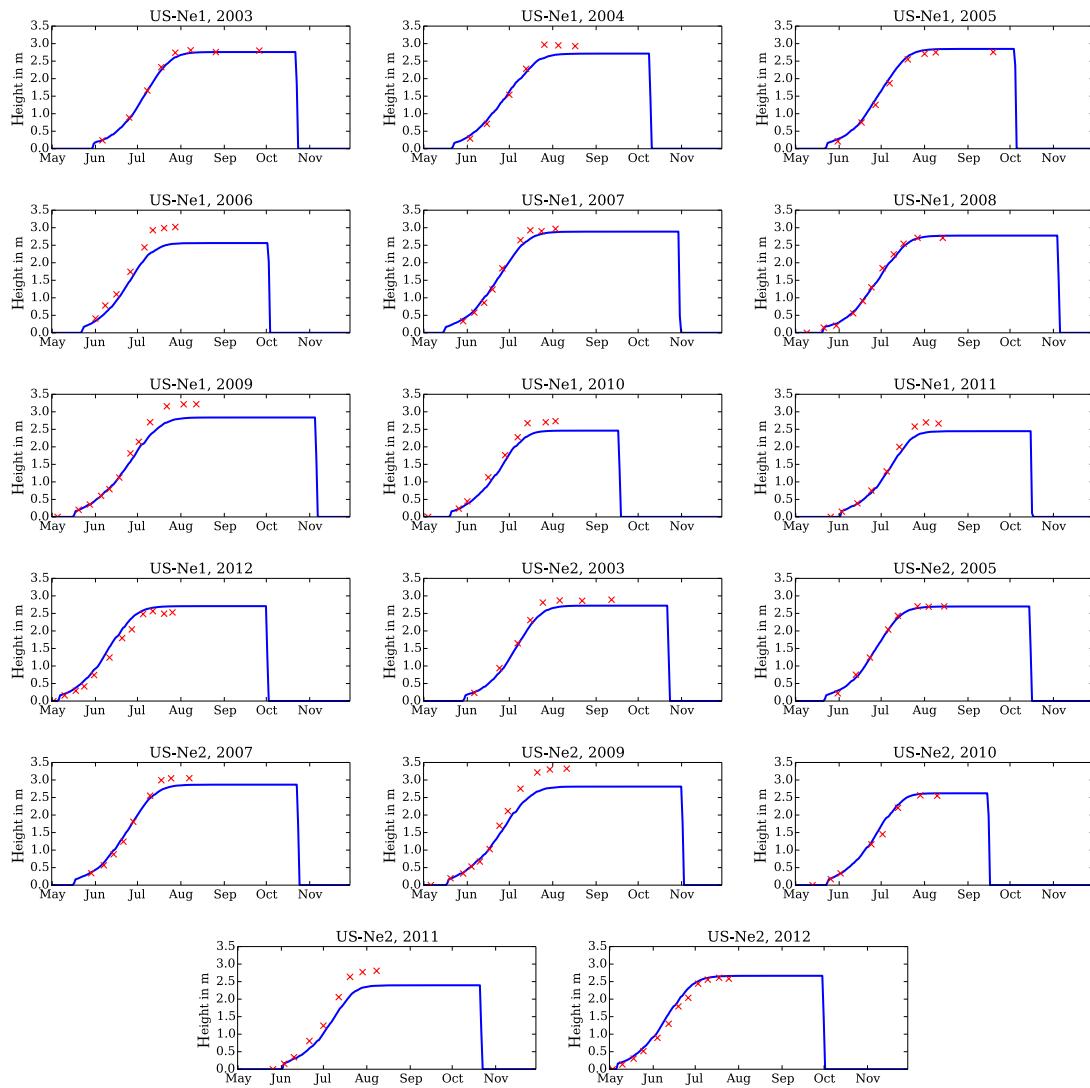 US-Ne1, 2003 US-Ne1, 2004 US-Ne1, 2005
3.5 3.5 3.5
3.0 3.0 3.0
2.5 2.5 2.5
2.0 2.0 2.0
1.5 1.5 1.5
1.0 1.0 1.0
0.5 0.5 0.5
0.0 0.0 0.0
Height in m Height in m Height in m
May Jun Jul Aug Sep Oct Nov May Jun Jul Aug Sep Oct Nov May Jun Jul Aug Sep Oct Nov
US-Ne1, 2006 US-Ne1, 2007 US-Ne1, 2008
3.5 3.5 3.5
3.0 3.0 3.0
2.5 2.5 2.5
2.0 2.0 2.0
1.5 1.5 1.5
1.0 1.0 1.0
0.5 0.5 0.5
0.0 0.0 0.0
Height in m Height in m Height in m
May Jun Jul Aug Sep Oct Nov May Jun Jul Aug Sep Oct Nov May Jun Jul Aug Sep Oct Nov
US-Ne1, 2009 US-Ne1, 2010 US-Ne1, 2011
3.5 3.5 3.5
3.0 3.0 3.0
2.5 2.5 2.5
2.0 2.0 2.0
1.5 1.5 1.5
1.0 1.0 1.0
0.5 0.5 0.5
0.0 0.0 0.0
Height in m Height in m Height in m
May Jun Jul Aug Sep Oct Nov May Jun Jul Aug Sep Oct Nov May Jun Jul Aug Sep Oct Nov
US-Ne1, 2012 US-Ne2, 2003 US-Ne2, 2005
3.5 3.5 3.5
3.0 3.0 3.0
2.5 2.5 2.5
2.0 2.0 2.0
1.5 1.5 1.5
1.0 1.0 1.0
0.5 0.5 0.5
0.0 0.0 0.0
Height in m Height in m Height in m
May Jun Jul Aug Sep Oct Nov May Jun Jul Aug Sep Oct Nov May Jun Jul Aug Sep Oct Nov
US-Ne2, 2007 US-Ne2, 2009 US-Ne2, 2010
3.5 3.5 3.5
3.0 3.0 3.0
2.5 2.5 2.5
2.0 2.0 2.0
1.5 1.5 1.5
1.0 1.0 1.0
0.5 0.5 0.5
0.0 0.0 0.0
Height in m Height in m Height in m
May Jun Jul Aug Sep Oct Nov May Jun Jul Aug Sep Oct Nov May Jun Jul Aug Sep Oct Nov
US-Ne2, 2011 US-Ne2, 2012
3.5 3.5
3.0 3.0
2.5 2.5
2.0 2.0
1.5 1.5
1.0 1.0
0.5 0.5
0.0 0.0
Height in m Height in m
May Jun Jul Aug Sep Oct Nov May Jun Jul Aug Sep Oct Nov